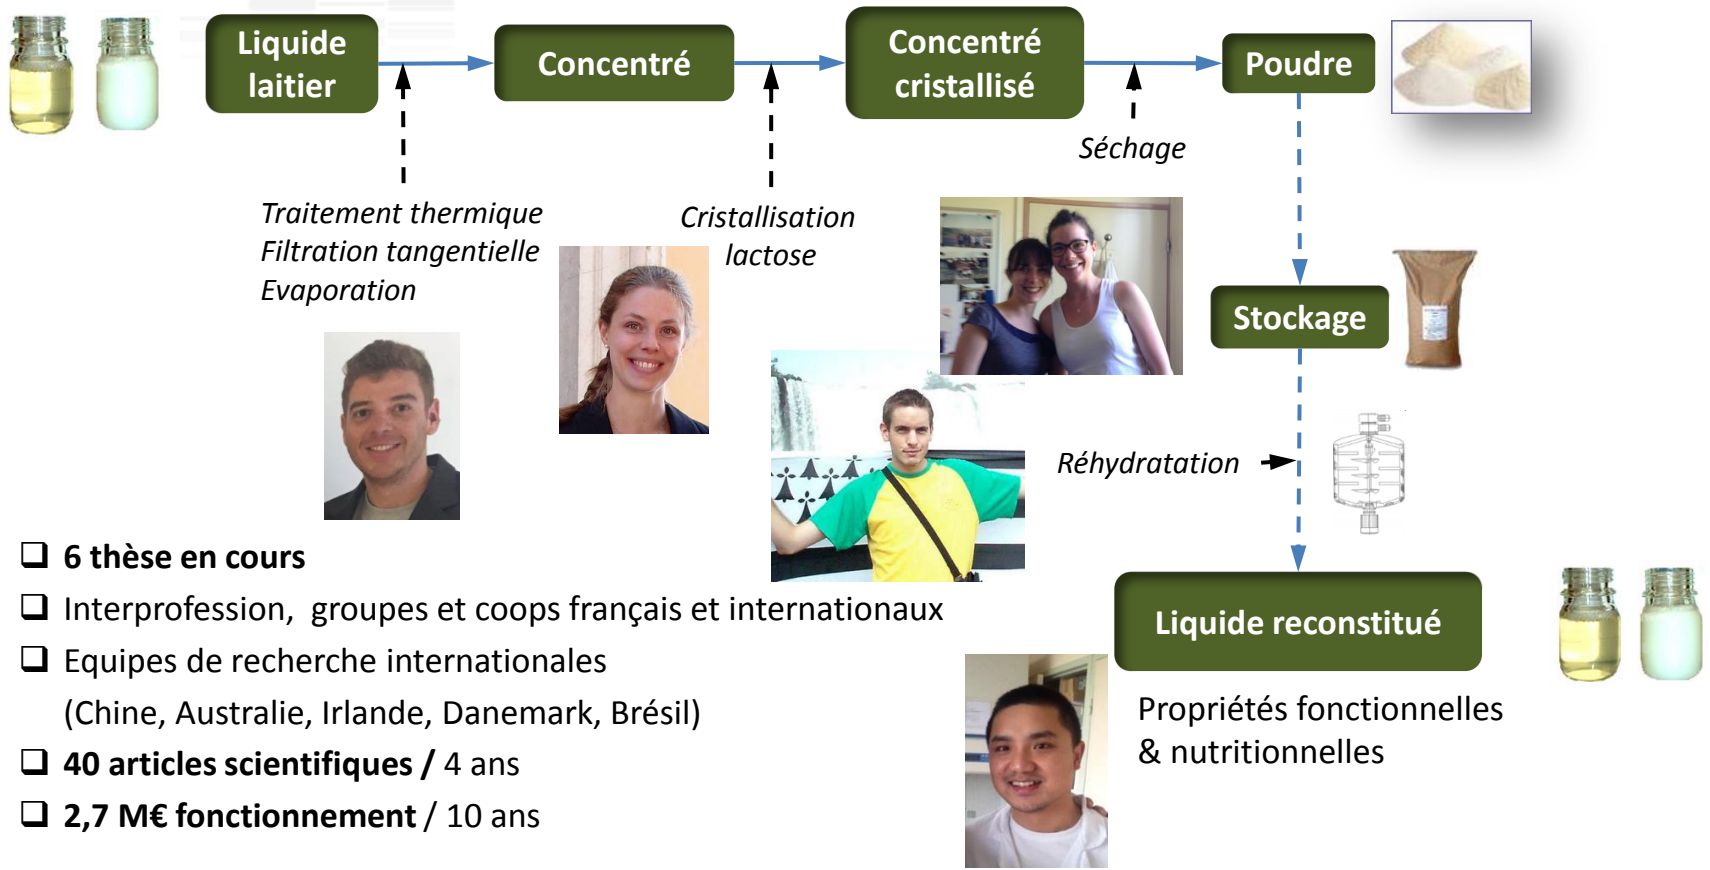 Liquide
laitier
Concentré
Concentré
cristallisé
Poudre
Séchage
Traitement thermique
Filtration tangentielle
Evaporation
Cristallisation
lactose
Stockage
Réhydratation
❑ 6 thèse en cours
❑ Interprofession, groupes et coops français et internationaux
❑ Equipes de recherche internationales
(Chine, Australie, Irlande, Danemark, Brésil)
❑ 40 articles scientifiques / 4 ans
❑ 2,7 M€ fonctionnement / 10 ans
Liquide reconstitué
Propriétés fonctionnelles
& nutritionnelles